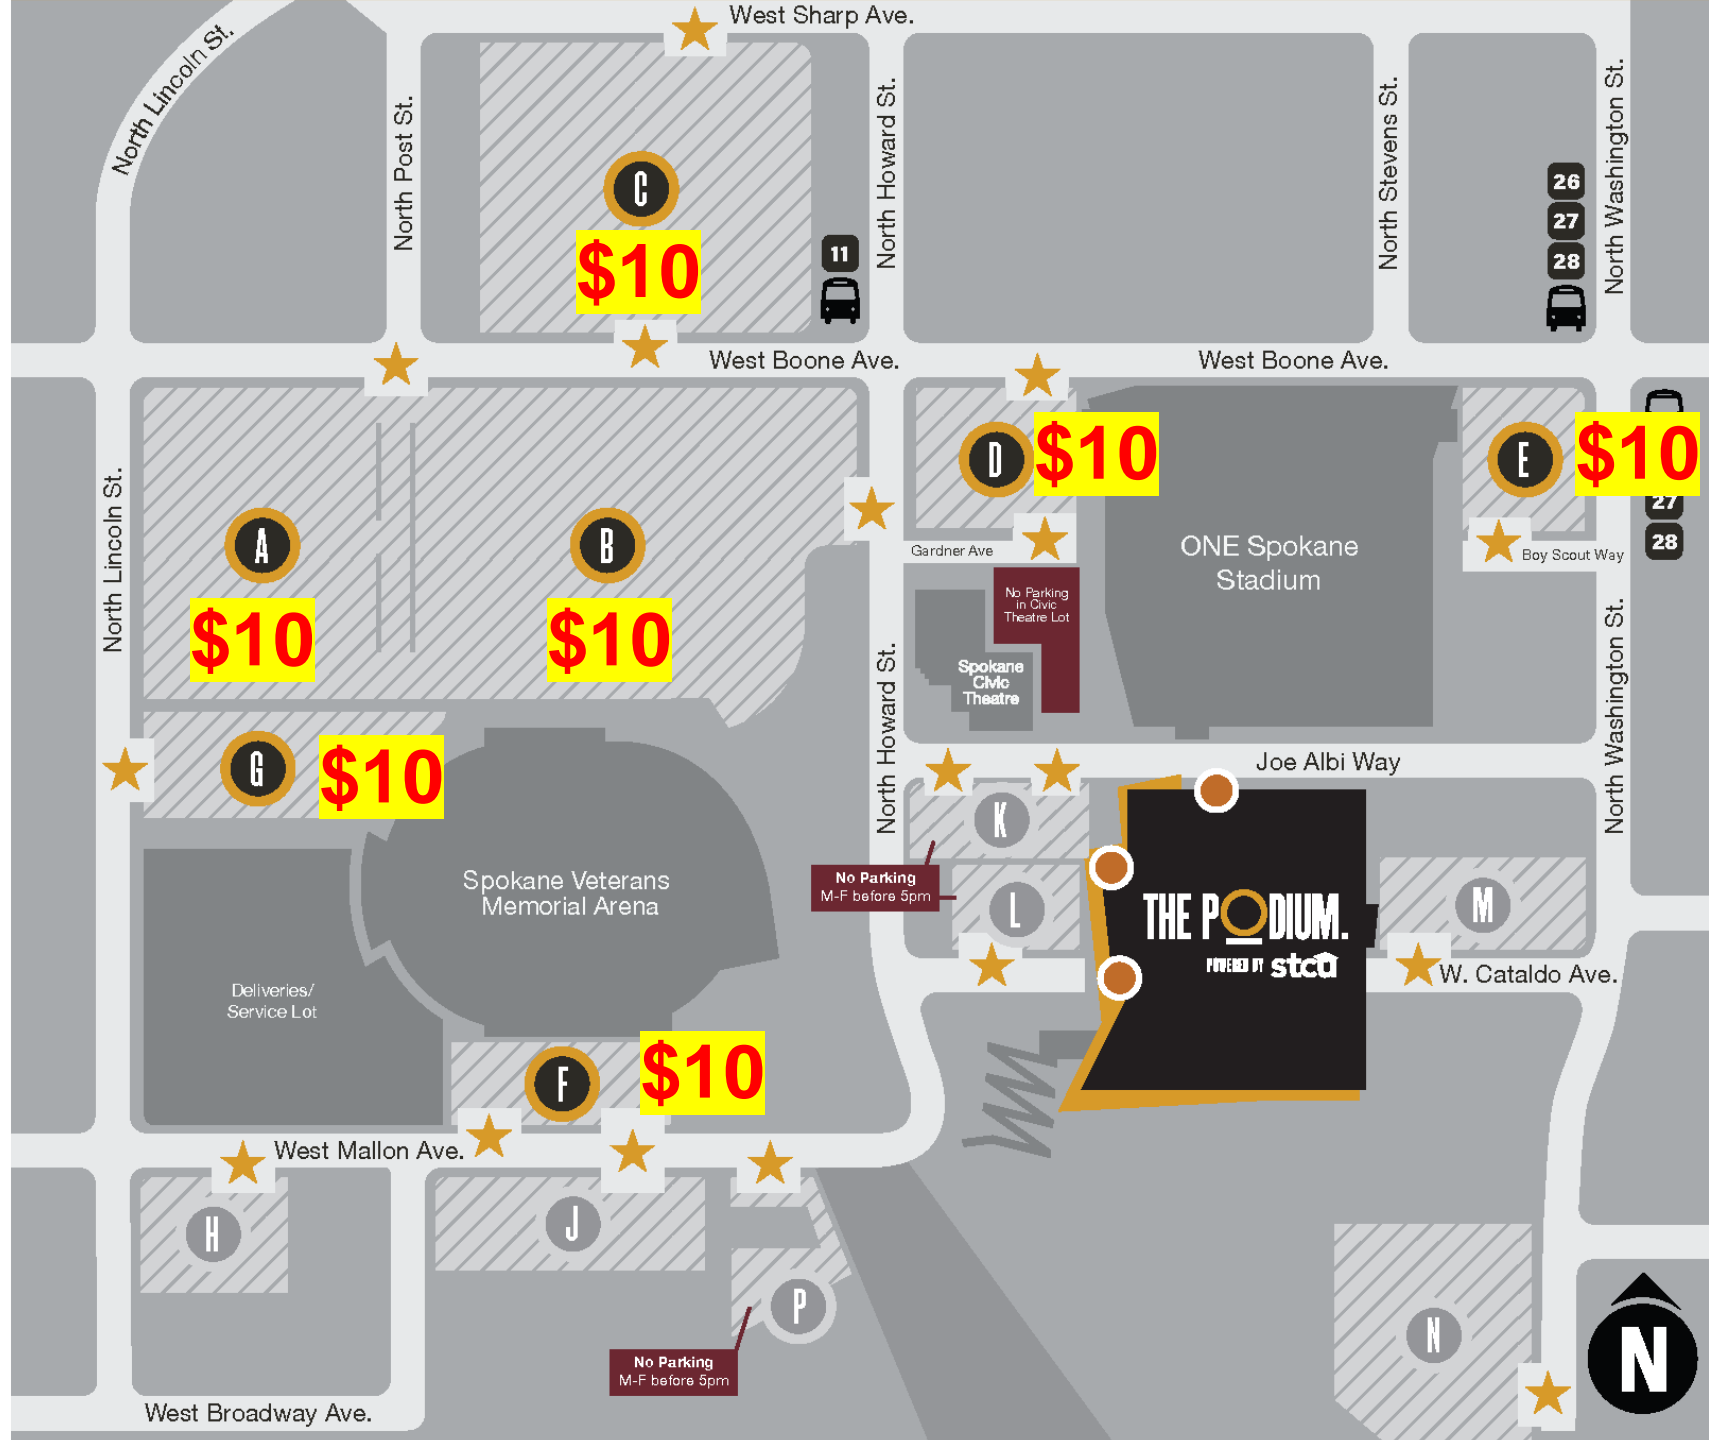 West Sharp Ave.
North Lincoln St.
North Post St.
North Howard St.
North Stevens St.
North Washington St.
C
$10
11
26
27
28
West Boone Ave.
West Boone Ave.
D
$10
E
$10
27
28
North Lincoln St.
A
$10
B
$10
Gardner Ave
Boy Scout Way
ONE Spokane
Stadium
No Parking
in Civic
Theatre Lot
Spokane
Civic
Theatre
North Howard St.
North Washington St.
G
$10
Joe Albi Way
K
No Parking
M-F before 5pm
L
THE PODIUM.
POWERED BY stcu
M
W. Cataldo Ave.
Spokane Veterans
Memorial Arena
Deliveries/
Service Lot
F
$10
West Mallon Ave.
H
J
P
No Parking
M-F before 5pm
N
N
West Broadway Ave.